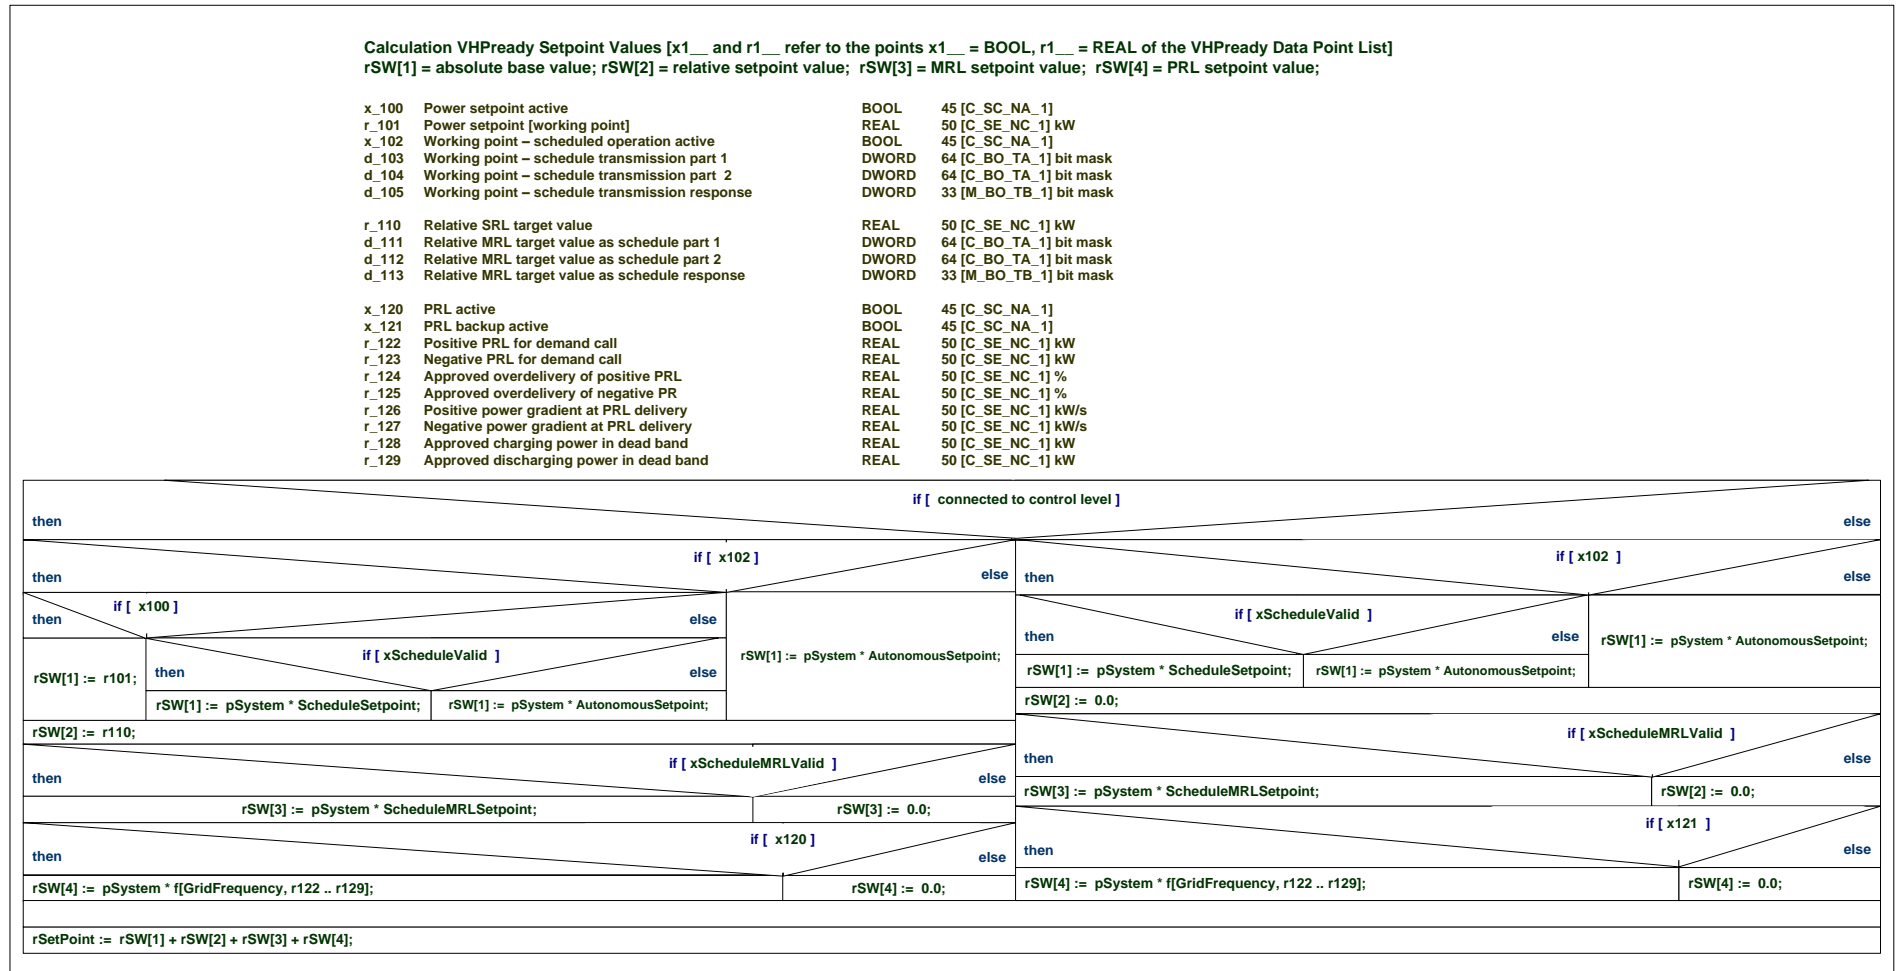 Calculation VHPready Setpoint Values [x1__ and r1__ refer to the points x1__ = BOOL, r1__ = REAL of the VHPready Data Point List]
rSW[1] = absolute base value; rSW[2] = relative setpoint value; rSW[3] = MRL setpoint value; rSW[4] = PRL setpoint value;
x_100 Power setpoint active BOOL 45 [C_SC_NA_1]
r_101 Power setpoint [working point] REAL 50 [C_SE_NC_1] kW
x_102 Working point – scheduled operation active BOOL 45 [C_SC_NA_1]
d_103 Working point – schedule transmission part 1 DWORD 64 [C_BO_TA_1] bit mask
d_104 Working point – schedule transmission part 2 DWORD 64 [C_BO_TA_1] bit mask
d_105 Working point – schedule transmission response DWORD 33 [M_BO_TB_1] bit mask
r_110 Relative SRL target value REAL 50 [C_SE_NC_1] kW
d_111 Relative MRL target value as schedule part 1 DWORD 64 [C_BO_TA_1] bit mask
d_112 Relative MRL target value as schedule part 2 DWORD 64 [C_BO_TA_1] bit mask
d_113 Relative MRL target value as schedule response DWORD 33 [M_BO_TB_1] bit mask
x_120 PRL active BOOL 45 [C_SC_NA_1]
x_121 PRL backup active BOOL 45 [C_SC_NA_1]
r_122 Positive PRL for demand call REAL 50 [C_SE_NC_1] kW
r_123 Negative PRL for demand call REAL 50 [C_SE_NC_1] kW
r_124 Approved overdelivery of positive PRL REAL 50 [C_SE_NC_1] %
r_125 Approved overdelivery of negative PR REAL 50 [C_SE_NC_1] %
r_126 Positive power gradient at PRL delivery REAL 50 [C_SE_NC_1] kW/s
r_127 Negative power gradient at PRL delivery REAL 50 [C_SE_NC_1] kW/s
r_128 Approved charging power in dead band REAL 50 [C_SE_NC_1] kW
r_129 Approved discharging power in dead band REAL 50 [C_SE_NC_1] kW
if [ connected to control level ]
then else
if [ x102 ]
then else
if [ x100 ]
then else
rSW[1] := r101;
if [ xScheduleValid ]
then else
rSW[1] := pSystem * ScheduleSetpoint; rSW[1] := pSystem * AutonomousSetpoint;
rSW[1] := pSystem * AutonomousSetpoint;
rSW[2] := r110;
if [ xScheduleMRLValid ]
then else
rSW[3] := pSystem * ScheduleMRLSetpoint; rSW[3] := 0.0;
if [ x120 ]
then else
rSW[4] := pSystem * f[GridFrequency, r122 .. r129]; rSW[4] := 0.0;
if [ x102 ]
then else
if [ xScheduleValid ]
then else
rSW[1] := pSystem * ScheduleSetpoint; rSW[1] := pSystem * AutonomousSetpoint;
rSW[1] := pSystem * AutonomousSetpoint;
rSW[2] := 0.0;
if [ xScheduleMRLValid ]
then else
rSW[3] := pSystem * ScheduleMRLSetpoint; rSW[2] := 0.0;
if [ x121 ]
then else
rSW[4] := pSystem * f[GridFrequency, r122 .. r129]; rSW[4] := 0.0;
rSetPoint := rSW[1] + rSW[2] + rSW[3] + rSW[4];